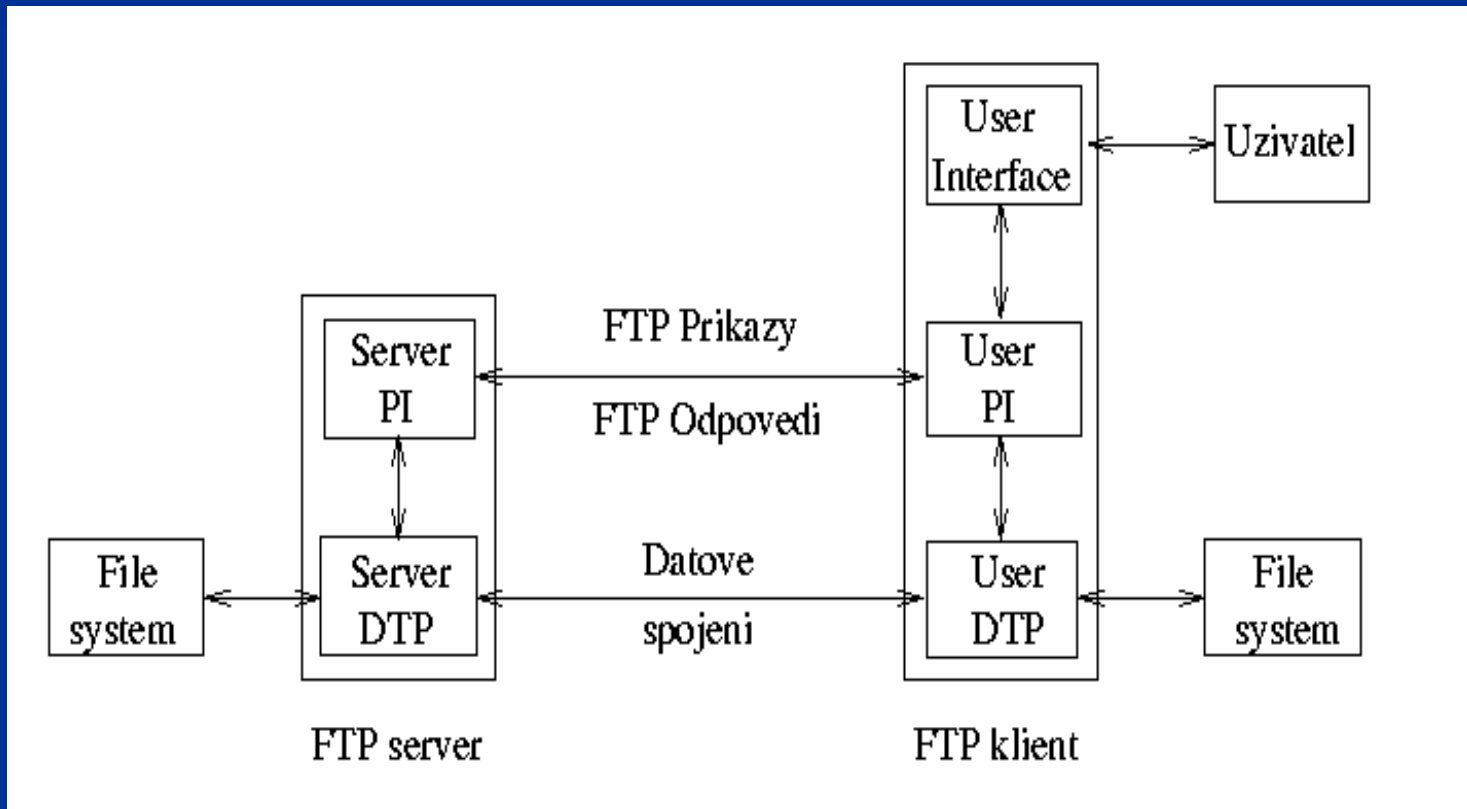 User
Interface
Uzivatel
FTP Prikazy
Server
PI
User
PI
FTP Odpovedi
File
system
Server
DTP
Datove
spojeni
User
DTP
File
system
FTP server
FTP klient